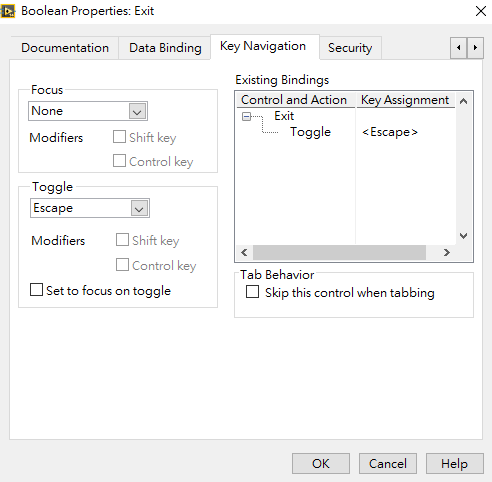 Boolean Properties: Exit
Documentation
Data Binding
Key Navigation
Security
Focus
None
Modifiers
Shift key
Control key
Toggle
Escape
Modifiers
Shift key
Control key
Set to focus on toggle
Existing Bindings
Control and Action
Key Assignment
Exit
Toggle
<Escape>
Tab Behavior
Skip this control when tabbing
OK
Cancel
Help